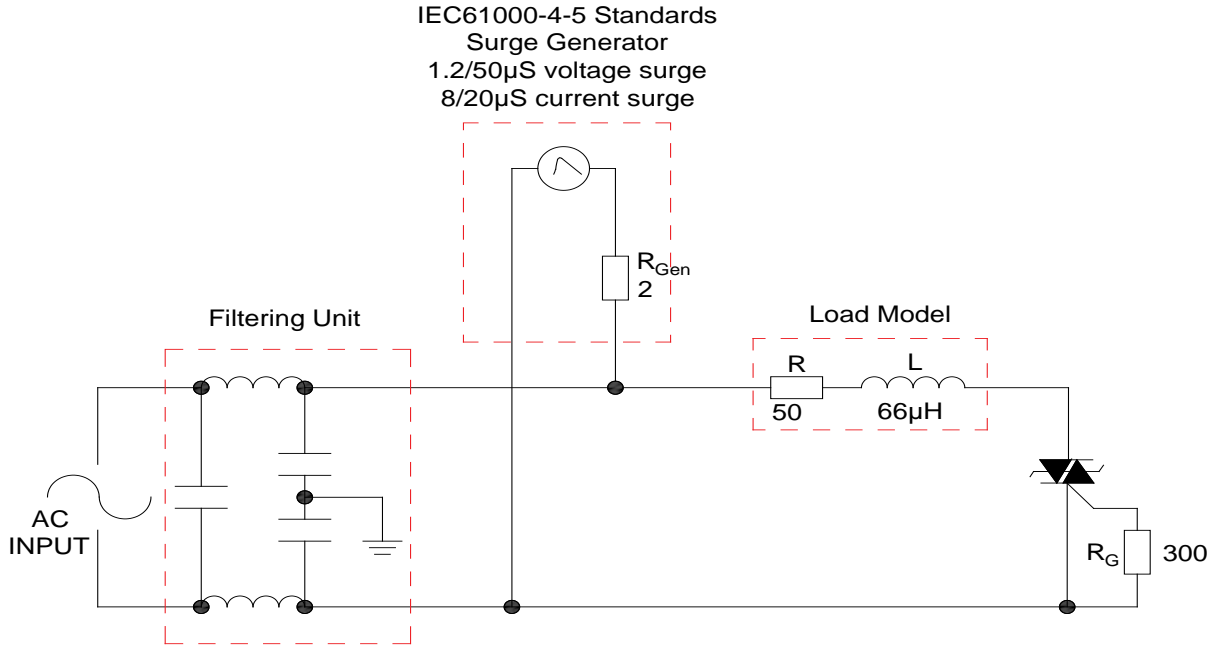 IEC61000-4-5 Standards
Surge Generator
1.2/50µS voltage surge
8/20µS current surge
RGen
2
Filtering Unit
Load Model
R
L
50
66µH
AC
INPUT
RG
300